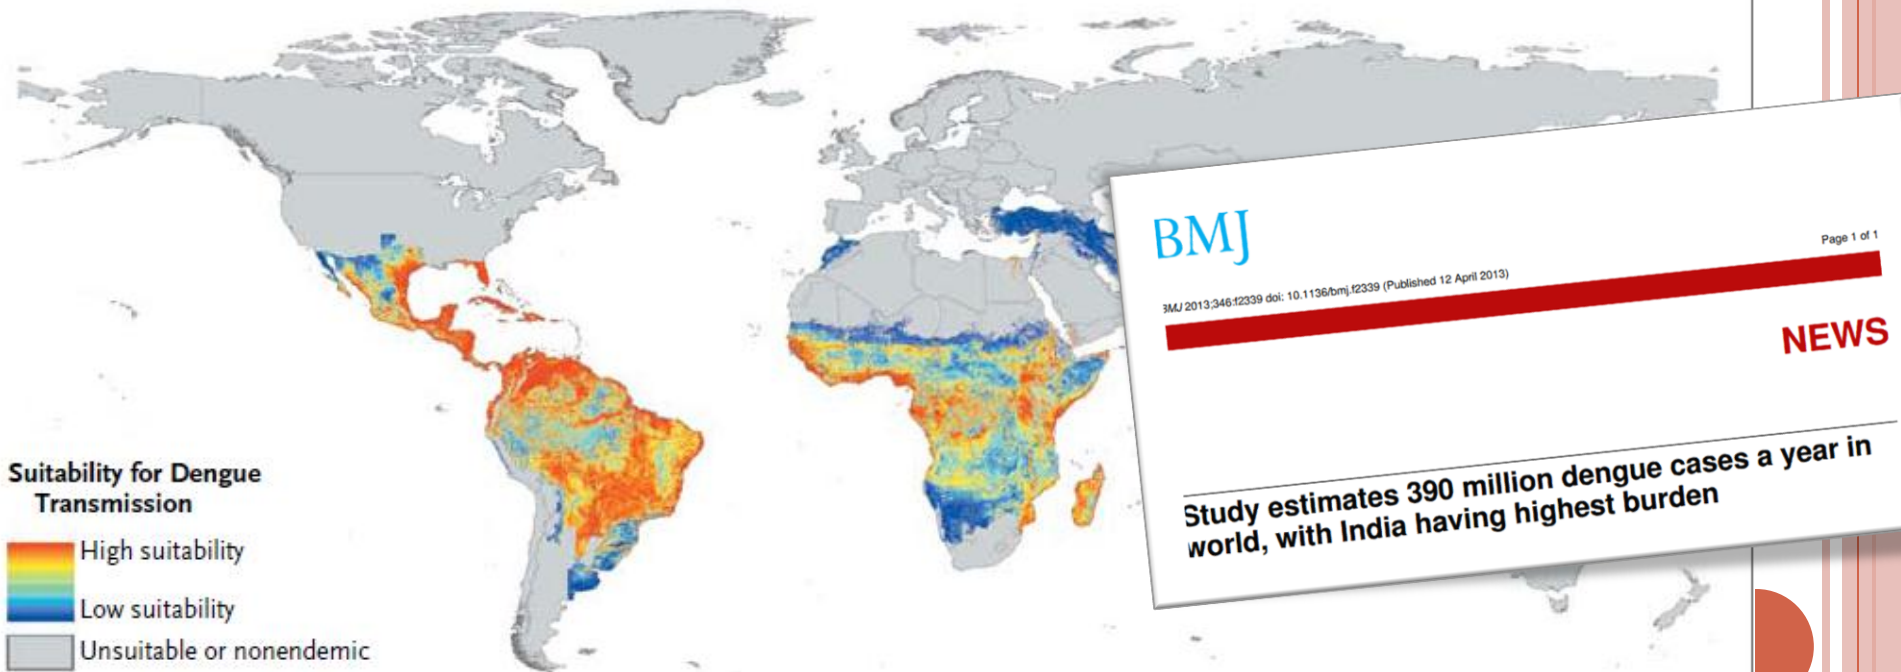 Suitability for Dengue
Transmission
High suitability
Low suitability
Unsuitable or nonendemic
BMJ
Page 1 of 1
BMJ 2013;346:f2339 doi: 10.1136/bmj.f2339 (Published 12 April 2013)
NEWS
Study estimates 390 million dengue cases a year in
world, with India having highest burden